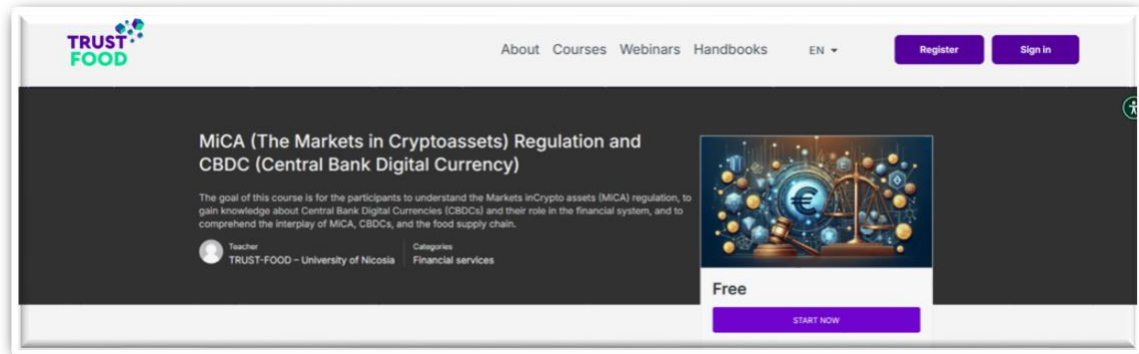 TRUST
FOOD
About Courses Webinars Handbooks EN Register Sign in
MiCA (The Markets in Cryptoassets) Regulation and
CBDC (Central Bank Digital Currency)
The goal of this course is for the participants to understand the Markets inCrypto assets (MiCA) regulation, to
gain knowledge about Central Bank Digital Currencies (CBDCs) and their role in the financial system, and to
comprehend the interplay of MiCA, CBDCs, and the food supply chain.
Teacher
TRUST-FOOD – University of Nicosia
Categories
Financial services
€
Free
START NOW